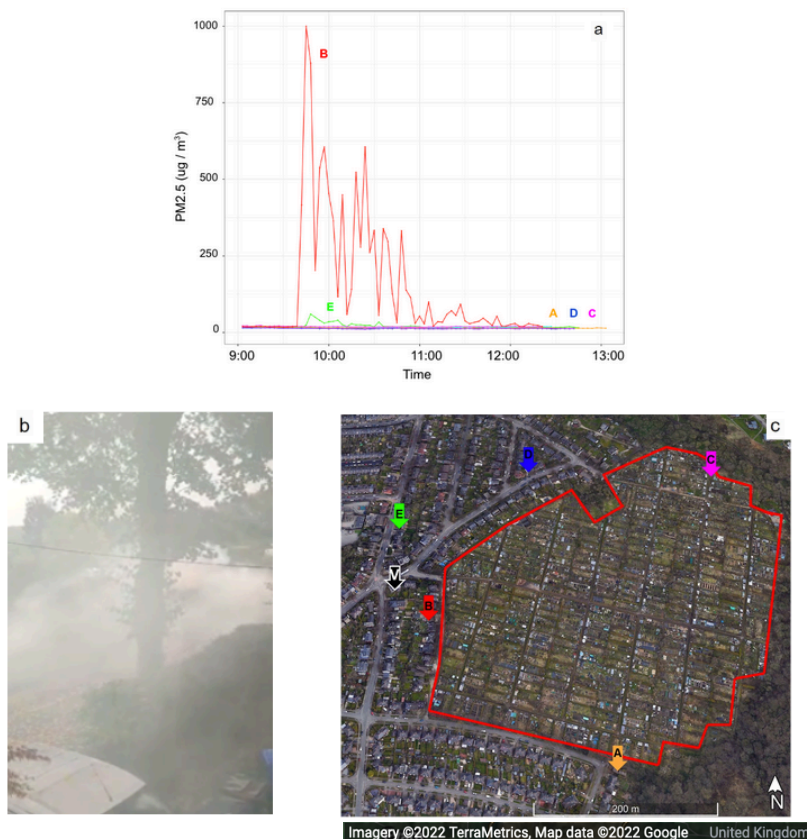 1000
a
B
750
PM2.5 (ug / m³)
500
250
E
A D C
0
9:00 10:00 11:00 12:00 13:00
Time
b
c
D
C
E
T
B
A
200 m
N
Imagery ©2022 TerraMetrics, Map data ©2022 Google United Kingdom